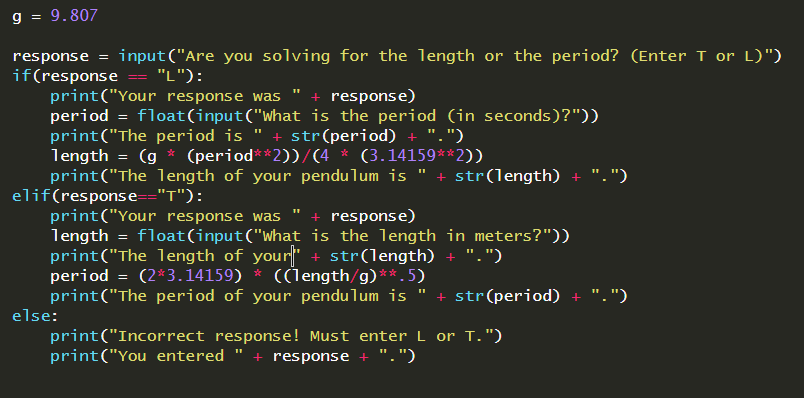 g = 9.807

response = input("Are you solving for the length or the period? (Enter T or L)")
if(response == "L"):
    print("Your response was " + response)
    period = float(input("What is the period (in seconds)?"))
    print("The period is " + str(period) + ".")
    length = (g * (period**2))/(4 * (3.14159**2))
    print("The length of your pendulum is " + str(length) + ".")
elif(response=="T"):
    print("Your response was " + response)
    length = float(input("What is the length in meters?"))
    print("The length of your" + str(length) + ".")
    period = (2*3.14159) * ((length/g)**.5)
    print("The period of your pendulum is " + str(period) + ".")
else:
    print("Incorrect response! Must enter L or T.")
    print("You entered " + response + ".")